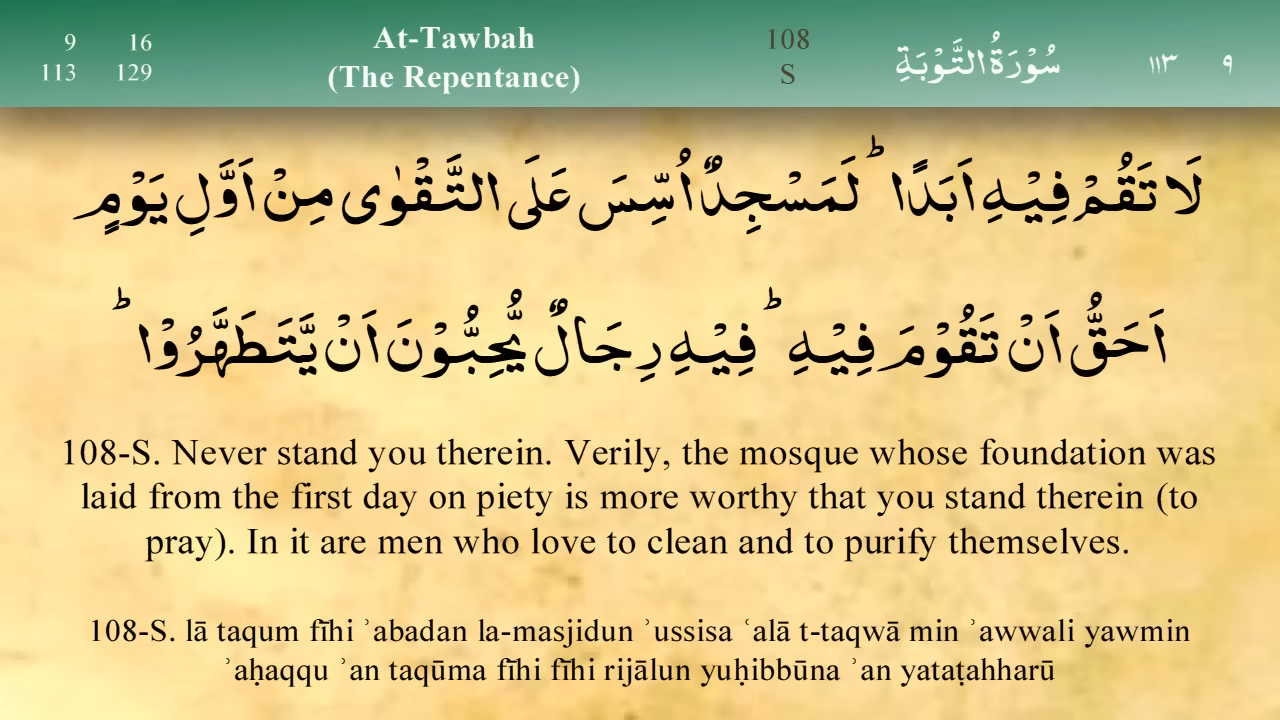 9 16
113 129
At-Tawbah
(The Repentance)
108
S
سُوْرَةُ التَّوْبَةِ
١١٣ ٩
لَا تَقُمْ فِيْهِ اَبَدًا ؕ لَمَسْجِدٌ اُسِّسَ عَلَى التَّقْوٰى مِنْ اَوَّلِ يَوْمٍ
اَحَقُّ اَنْ تَقُوْمَ فِيْهِ ؕ فِيْهِ رِجَالٌ يُّحِبُّوْنَ اَنْ يَّتَطَهَّرُوْا ؕ
108-S. Never stand you therein. Verily, the mosque whose foundation was
laid from the first day on piety is more worthy that you stand therein (to
pray). In it are men who love to clean and to purify themselves.
108-S. lā taqum fīhi ʾabadan la-masjidun ʾussisa ʿalā t-taqwā min ʾawwali yawmin
ʾaḥaqqu ʾan taqūma fīhi fīhi rijālun yuḥibbūna ʾan yataṭahharū